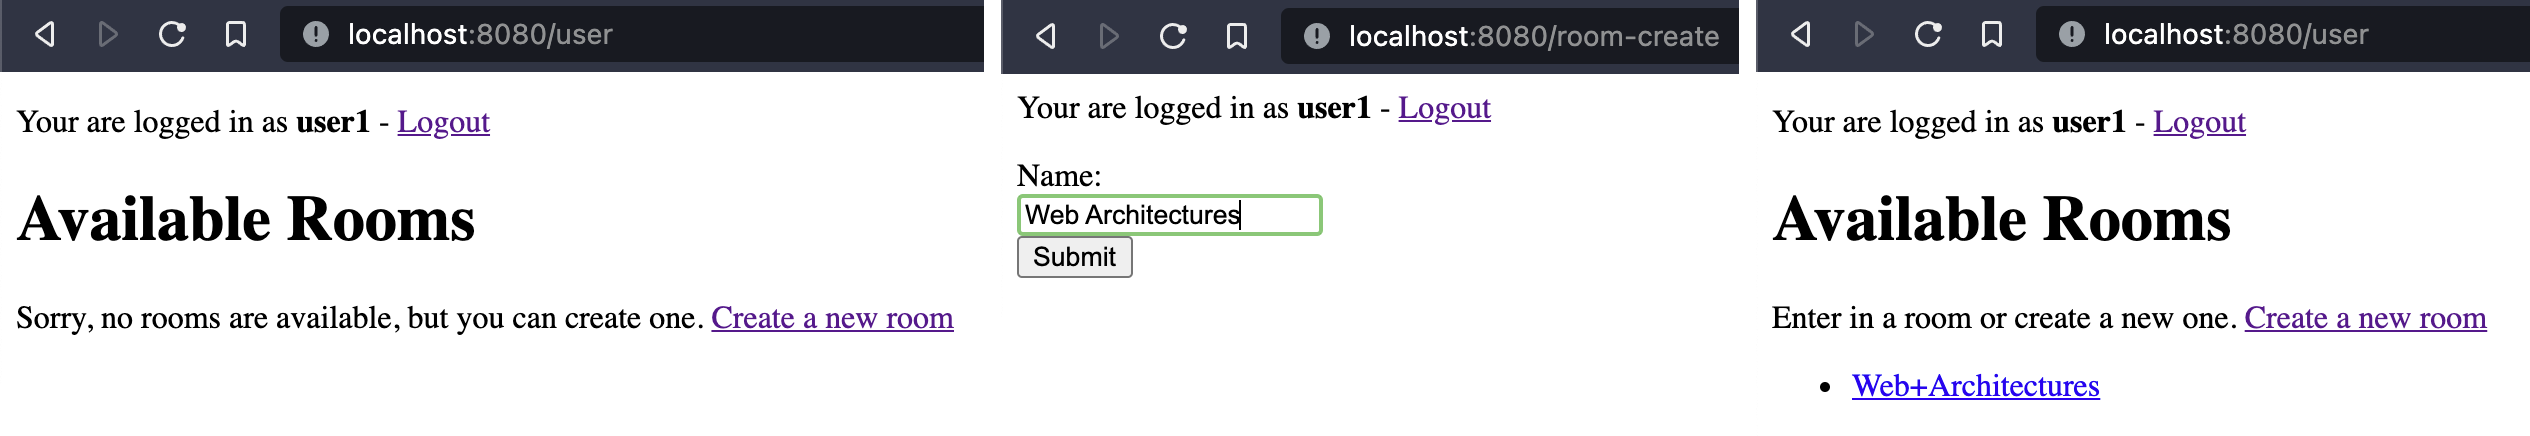 localhost:8080/user
Your are logged in as user1 - Logout
Available Rooms
Sorry, no rooms are available, but you can create one. Create a new room
localhost:8080/room-create
Your are logged in as user1 - Logout
Name:
Web Architectures
Submit
localhost:8080/user
Your are logged in as user1 - Logout
Available Rooms
Enter in a room or create a new one. Create a new room
• Web+Architectures